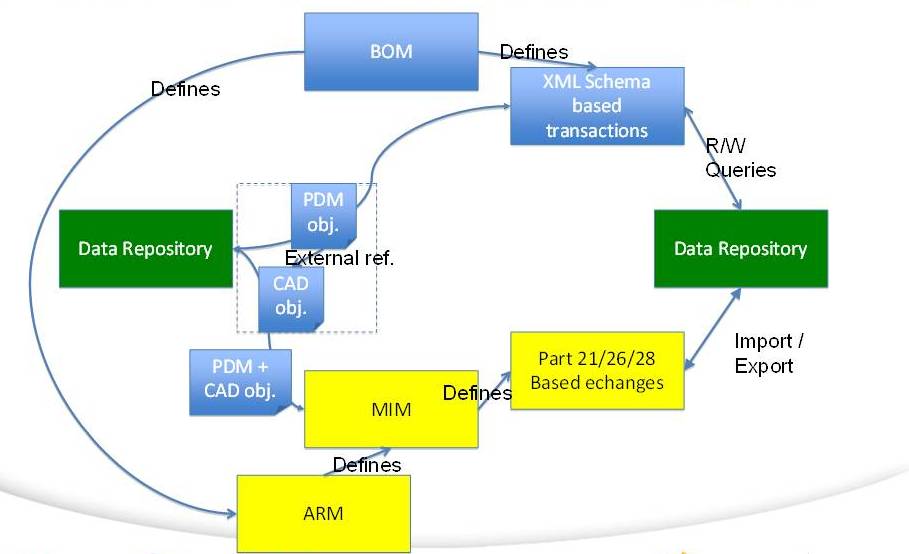 BOM
Defines
Defines
XML Schema
based
transactions
R/W
Queries
PDM
obj.
Data Repository
External ref.
Data Repository
CAD
obj.
Import /
Export
PDM +
CAD obj.
Part 21/26/28
Based echanges
Defines
MIM
Defines
ARM